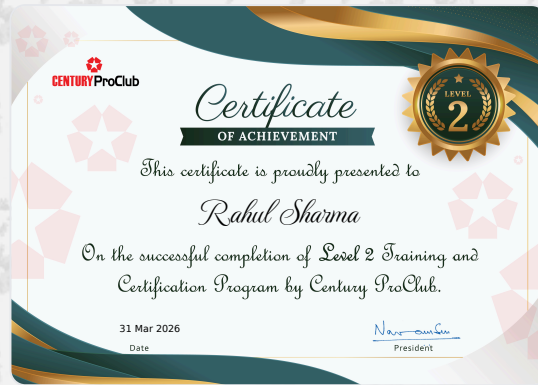 CENTURY ProClub
LEVEL
2
Certificate
OF ACHIEVEMENT
This certificate is proudly presented to
Rahul Sharma
On the successful completion of Level 2 Training and
Certification Program by Century ProClub.
31 Mar 2026
Date
President